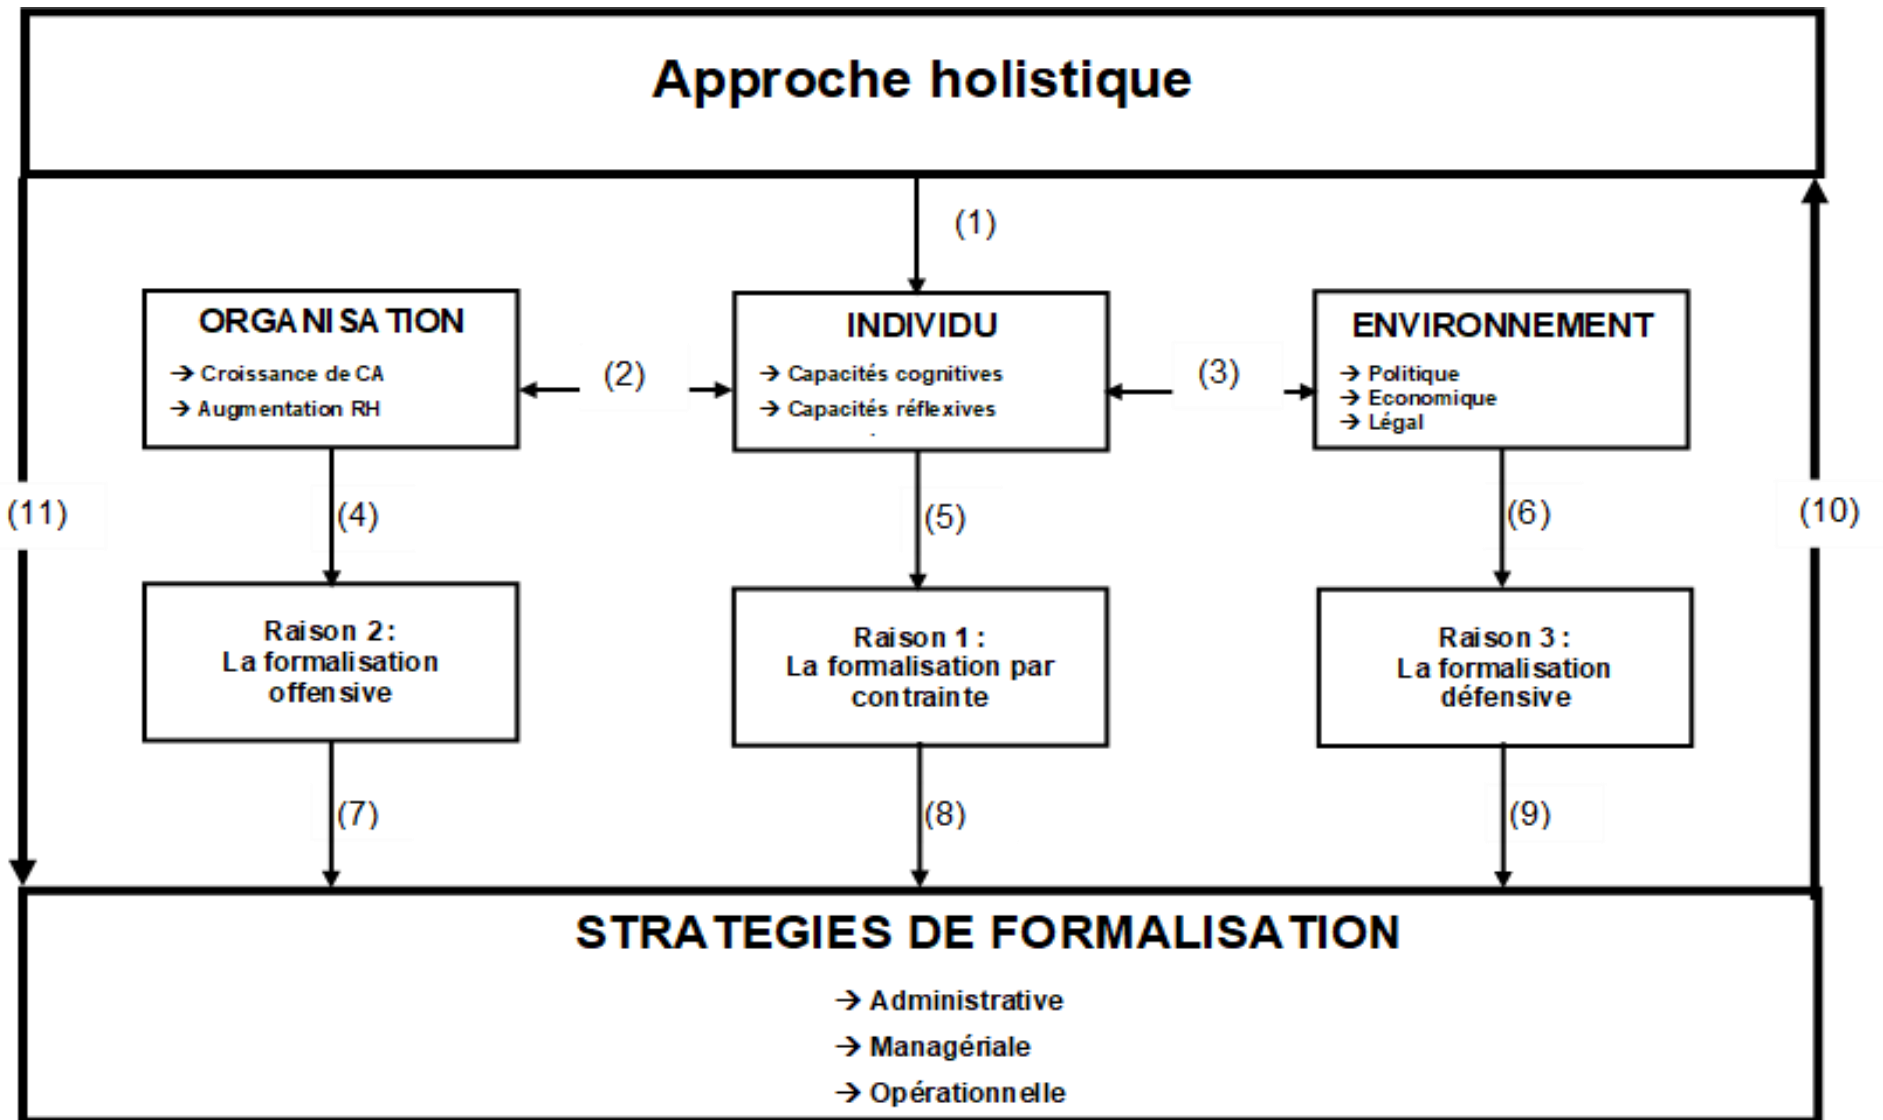 Approche holistique
(1)
ORGANISATION
→ Croissance de CA
→ Augmentation RH
(2)
INDIVIDU
→ Capacités cognitives
→ Capacités réflexives
(3)
ENVIRONNEMENT
→ Politique
→ Economique
→ Légal
(11)
(4)
(5)
(6)
(10)
Raison 2 :
La formalisation
offensive
Raison 1 :
La formalisation par
contrainte
Raison 3 :
La formalisation
défensive
(7)
(8)
(9)
STRATEGIES DE FORMALISATION
→ Administrative
→ Managériale
→ Opérationnelle